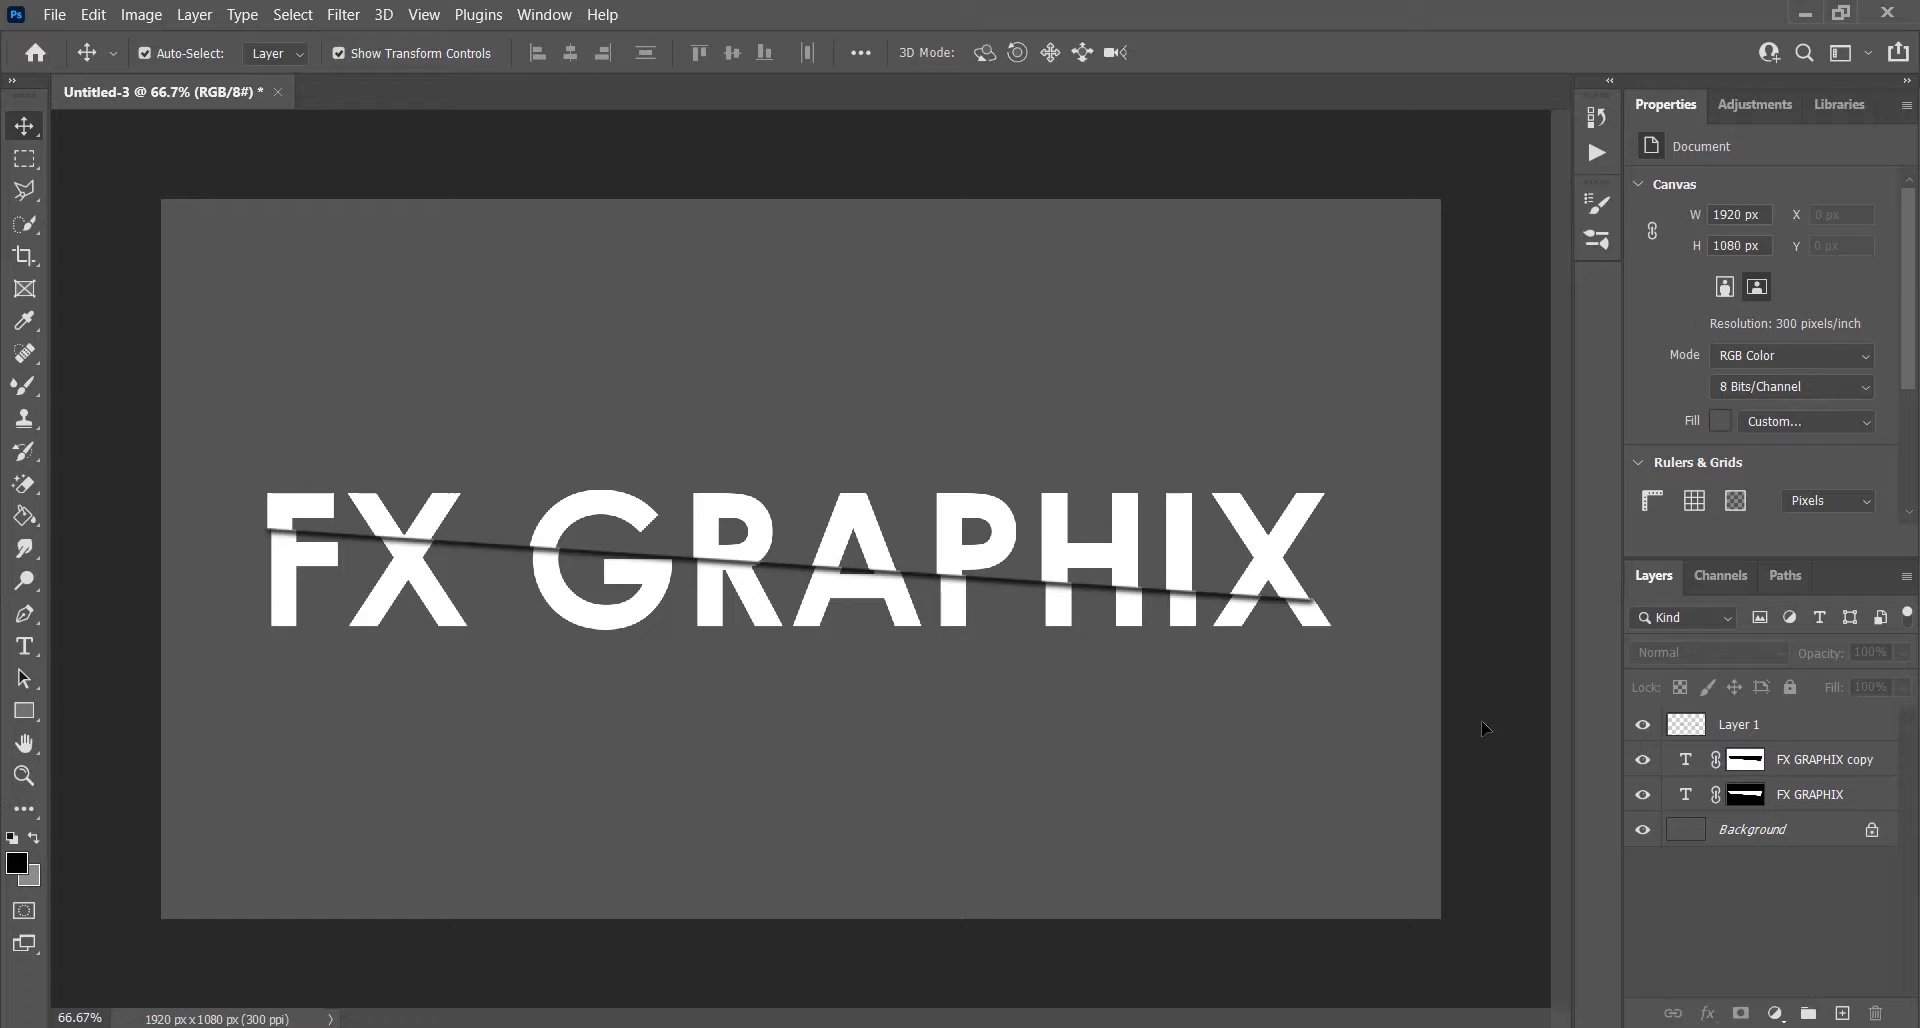 Ps File Edit Image Layer Type Select Filter 3D View Plugins Window Help
Auto-Select: Layer Show Transform Controls 3D Mode:
Untitled-3 @ 66.7% (RGB/8#) *
Properties Adjustments Libraries
Document
Canvas
W 1920 px X 0 px
H 1080 px Y 0 px
Resolution: 300 pixels/inch
Mode RGB Color
8 Bits/Channel
Fill Custom...
Rulers & Grids
Pixels
FX GRAPHIX
Layers Channels Paths
Kind
Normal Opacity: 100%
Lock: Fill: 100%
Layer 1
FX GRAPHIX copy
FX GRAPHIX
Background
66.67% 1920 px x 1080 px (300 ppi)